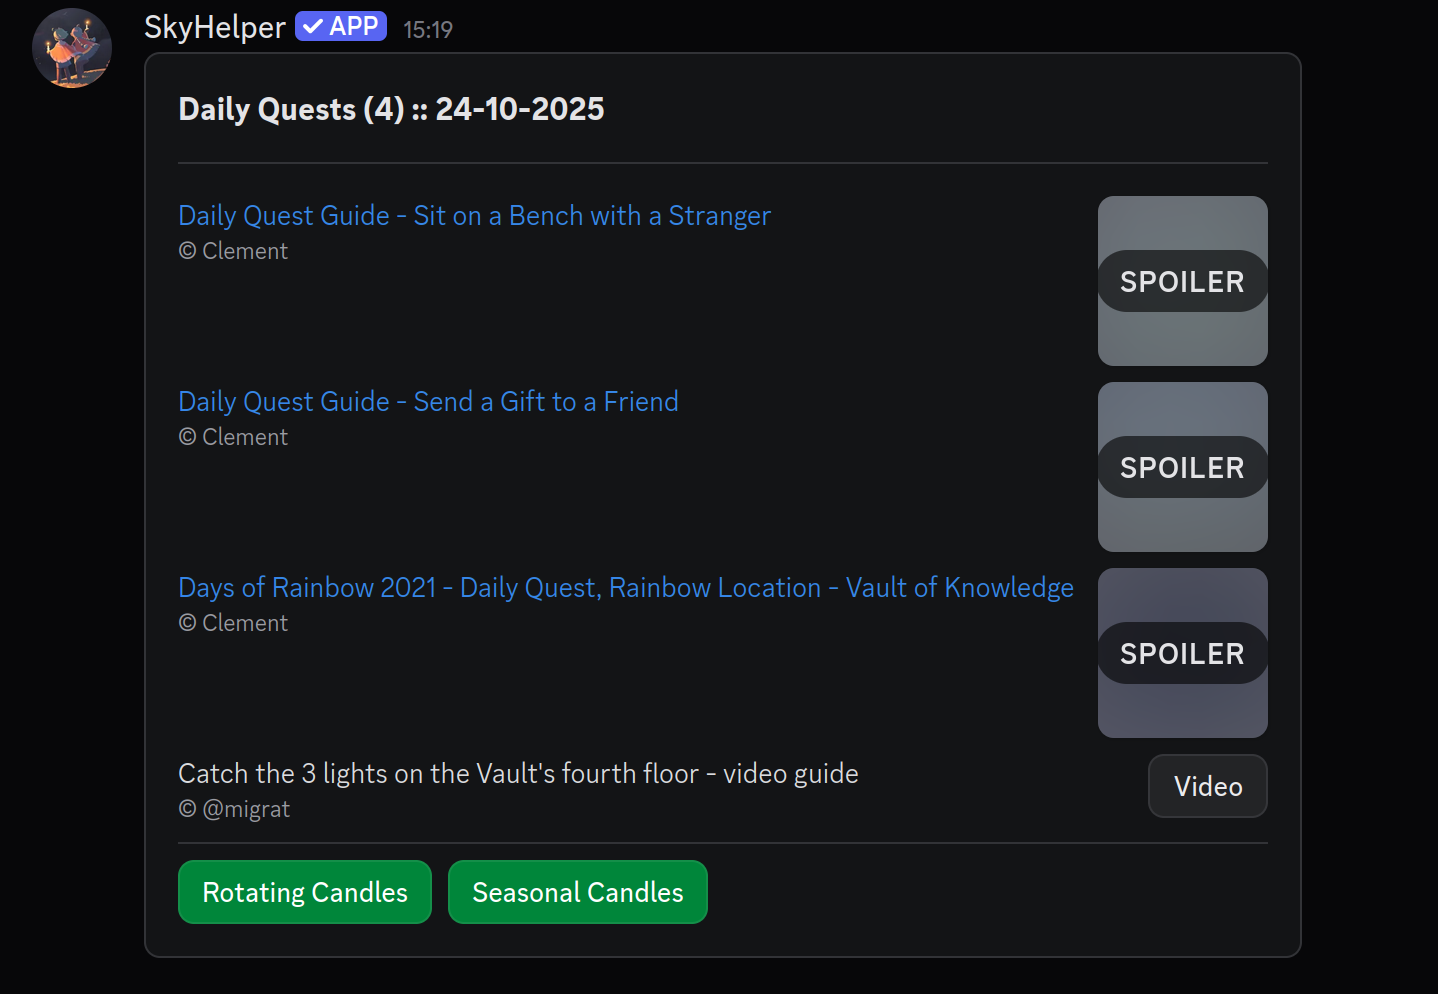 SkyHelper APP 15:19
Daily Quests (4) :: 24-10-2025
Daily Quest Guide - Sit on a Bench with a Stranger
© Clement
SPOILER
Daily Quest Guide - Send a Gift to a Friend
© Clement
SPOILER
Days of Rainbow 2021 - Daily Quest, Rainbow Location - Vault of Knowledge
© Clement
SPOILER
Catch the 3 lights on the Vault's fourth floor - video guide
© @migrat
Video
Rotating Candles
Seasonal Candles